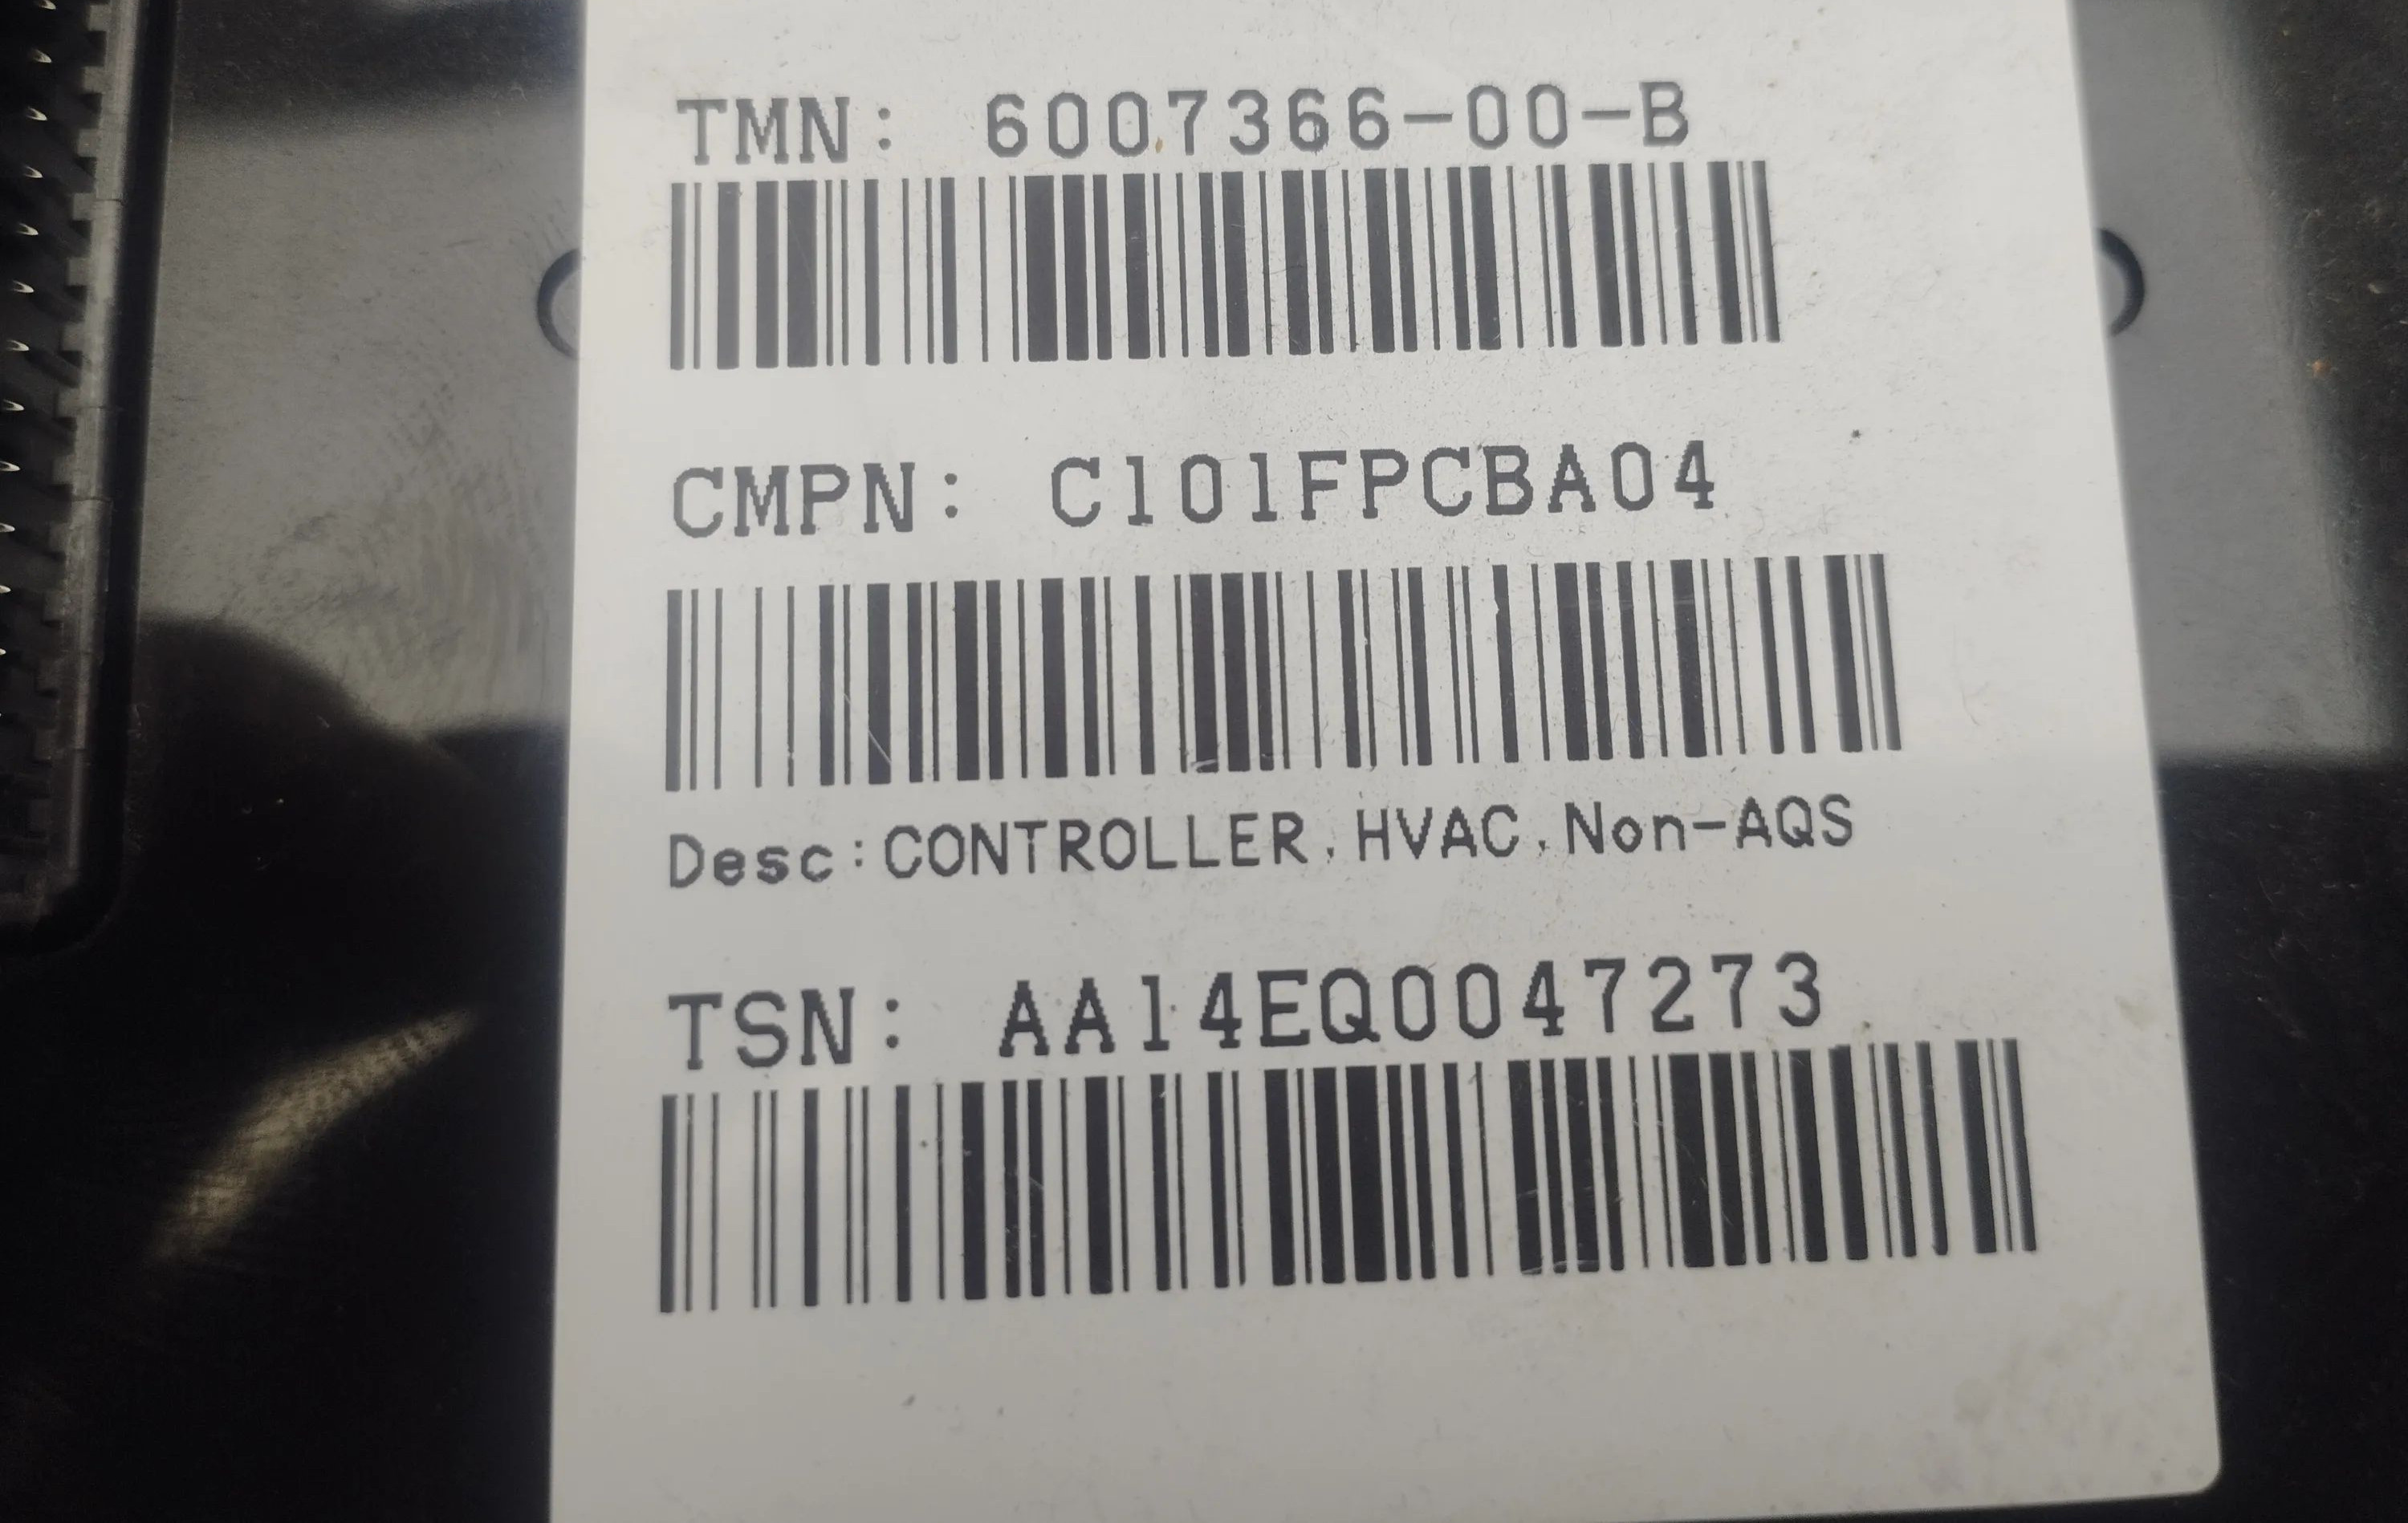 TMN: 6007366-00-B
CMPN: C101FPCBA04
Desc:CONTROLLER,HVAC,Non-AQS
TSN: AA14EQ0047273